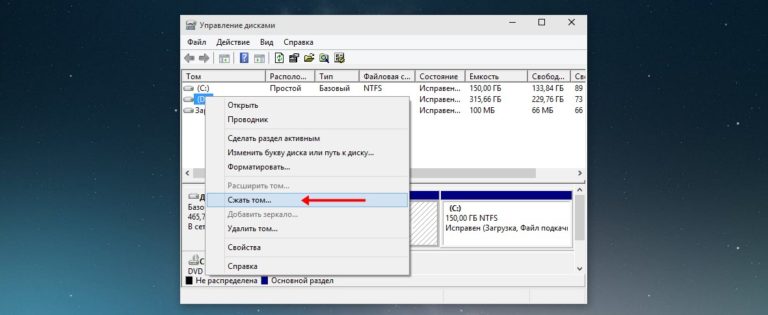 Управление дисками
Файл Действие Вид Справка
Том Располо... Тип Файловая с... Состояние Емкость Свобод...
(C:) Простой Базовый NTFS Исправен... 150,00 ГБ 133,84 ГБ 89
(D Исправен... 315,66 ГБ 229,76 ГБ 73
Зар Исправен... 100 МБ 66 МБ 66
Открыть
Проводник
Сделать раздел активным
Изменить букву диска или путь к диску...
Форматировать...
Расширить том...
Сжать том...
Добавить зеркало...
Удалить том...
Свойства
Справка
Базо
465,7
В сет
(C:)
150,00 ГБ NTFS
Исправен (Загрузка, Файл подкачк
DVD
Не распределена Основной раздел